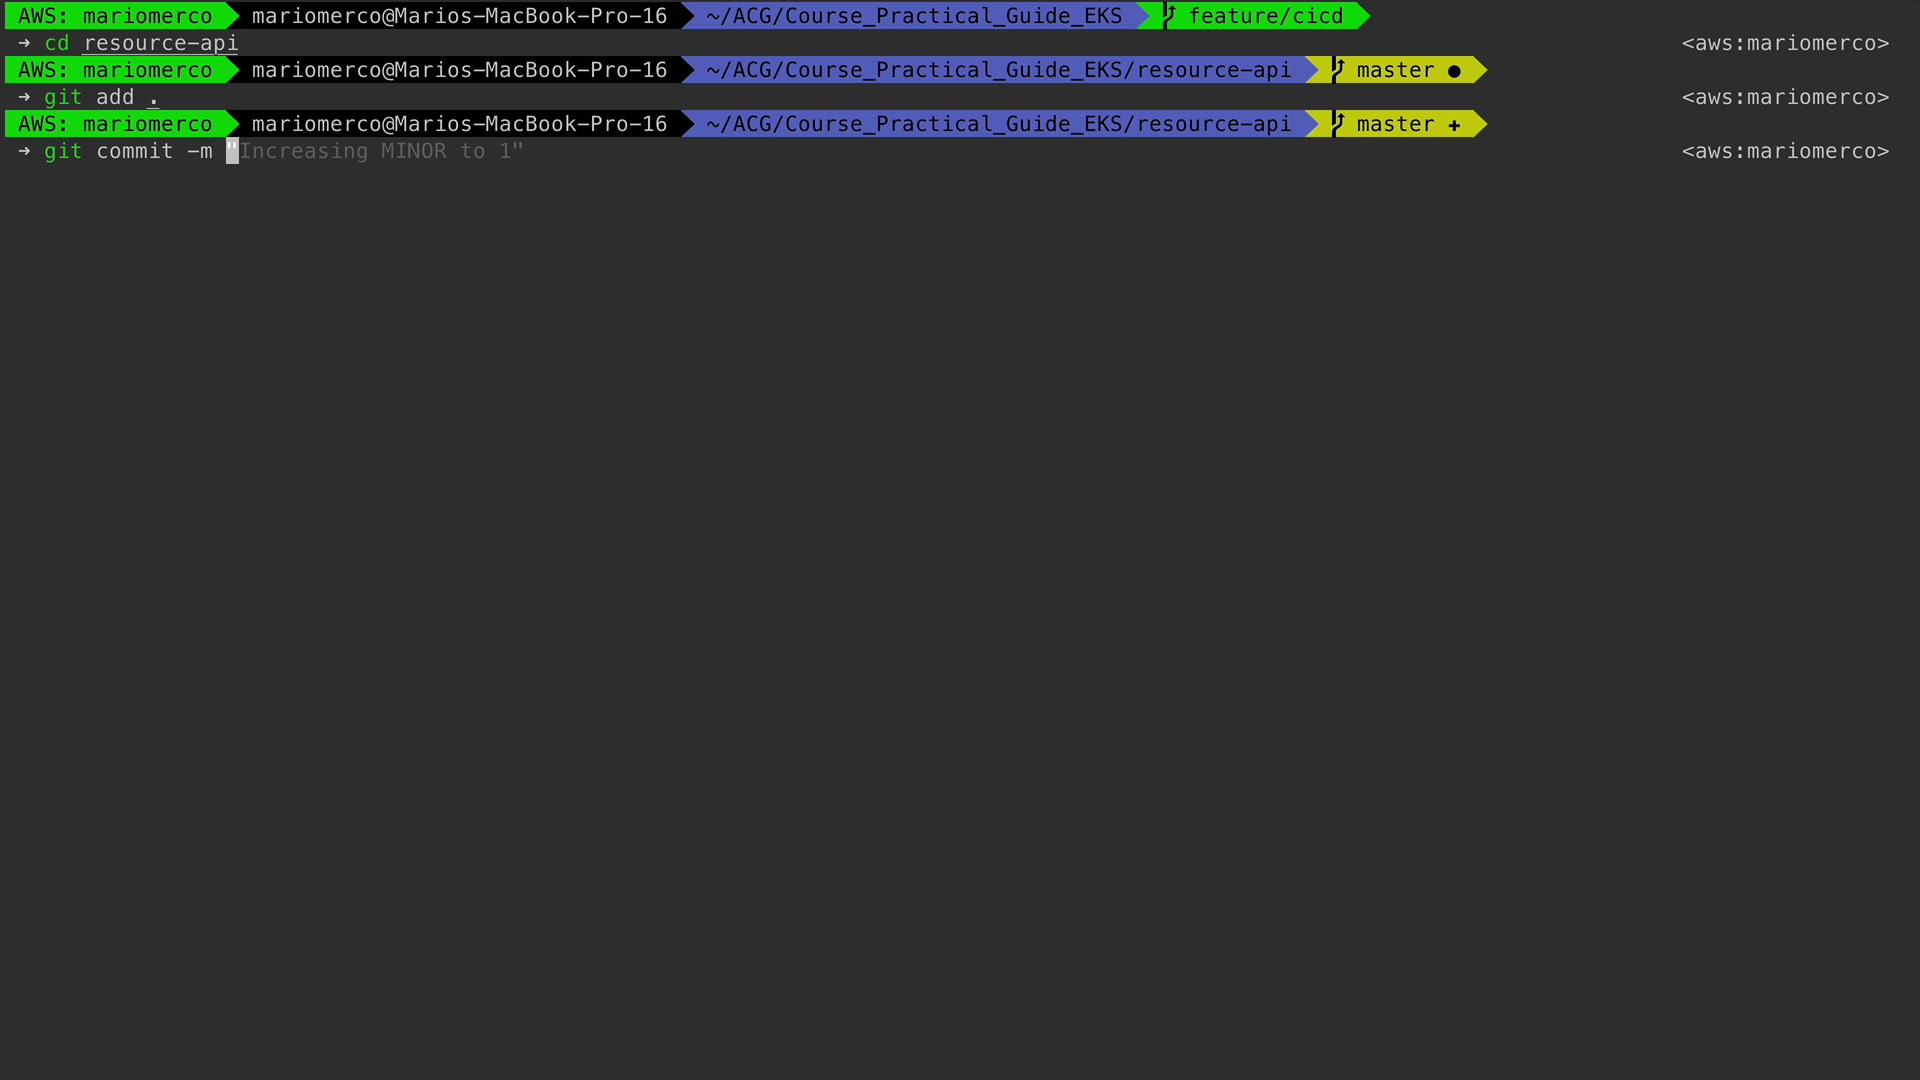 AWS: mariomerco mariomerco@Marios-MacBook-Pro-16 ~/ACG/Course_Practical_Guide_EKS feature/cicd
➜ cd resource-api <aws:mariomerco>
AWS: mariomerco mariomerco@Marios-MacBook-Pro-16 ~/ACG/Course_Practical_Guide_EKS/resource-api master ●
➜ git add . <aws:mariomerco>
AWS: mariomerco mariomerco@Marios-MacBook-Pro-16 ~/ACG/Course_Practical_Guide_EKS/resource-api master ✚
➜ git commit -m "Increasing MINOR to 1" <aws:mariomerco>